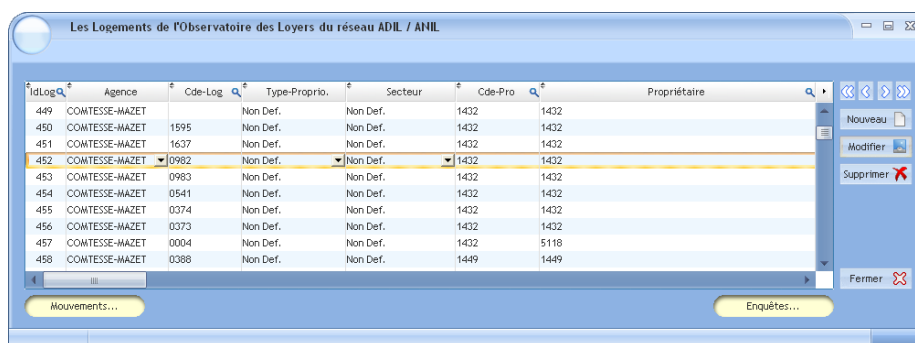 Les Logements de l'Observatoire des Loyers du réseau ADIL / ANIL
IdLog Agence Cde-Log Type-Proprio. Secteur Cde-Pro Propriétaire
449 COMTESSE-MAZET Non Def. Non Def. 1432 1432
450 COMTESSE-MAZET 1595 Non Def. Non Def. 1432 1432
451 COMTESSE-MAZET 1637 Non Def. Non Def. 1432 1432
452 COMTESSE-MAZET 0982 Non Def. Non Def. 1432 1432
453 COMTESSE-MAZET 0983 Non Def. Non Def. 1432 1432
454 COMTESSE-MAZET 0541 Non Def. Non Def. 1432 1432
455 COMTESSE-MAZET 0374 Non Def. Non Def. 1432 1432
456 COMTESSE-MAZET 0373 Non Def. Non Def. 1432 1432
457 COMTESSE-MAZET 0004 Non Def. Non Def. 1432 5118
458 COMTESSE-MAZET 0388 Non Def. Non Def. 1449 1449
Nouveau
Modifier
Supprimer
Fermer
Mouvements...
Enquêtes...